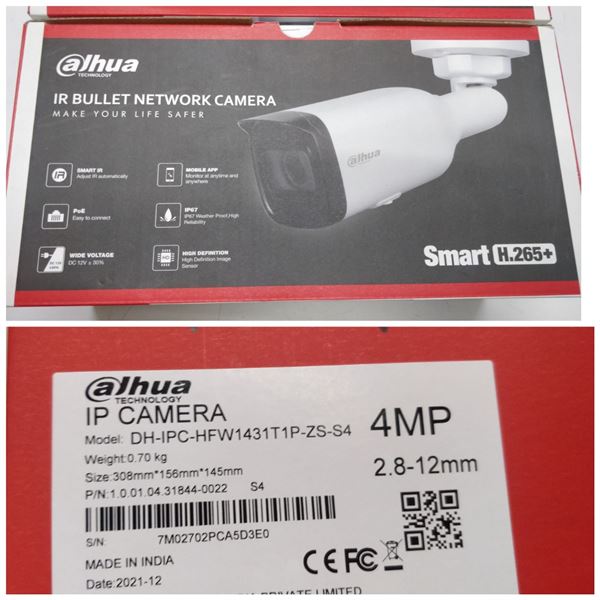 alhua
TECHNOLOGY
IR BULLET NETWORK CAMERA
MAKE YOUR LIFE SAFER
SMART IR
Adjust IR automatically
MOBILE APP
Monitor at anytime and
anywhere
PoE
Easy to connect
IP67
IP67 Weather Proof,High
Reliability
WIDE VOLTAGE
DC 12V ± 30%
HIGH DEFINITION
High Definition Image
Sensor
alhua
Smart H.265+
alhua
TECHNOLOGY
IP CAMERA
Model: DH-IPC-HFW1431T1P-ZS-S4
4MP
Weight:0.70 kg
2.8-12mm
Size:308mm*156mm*145mm
P/N:1.0.01.04.31844-0022 S4
S/N: 7M02702PCA5D3E0
MADE IN INDIA
CE FC
Date:2021-12
PRIVATE LIMITED